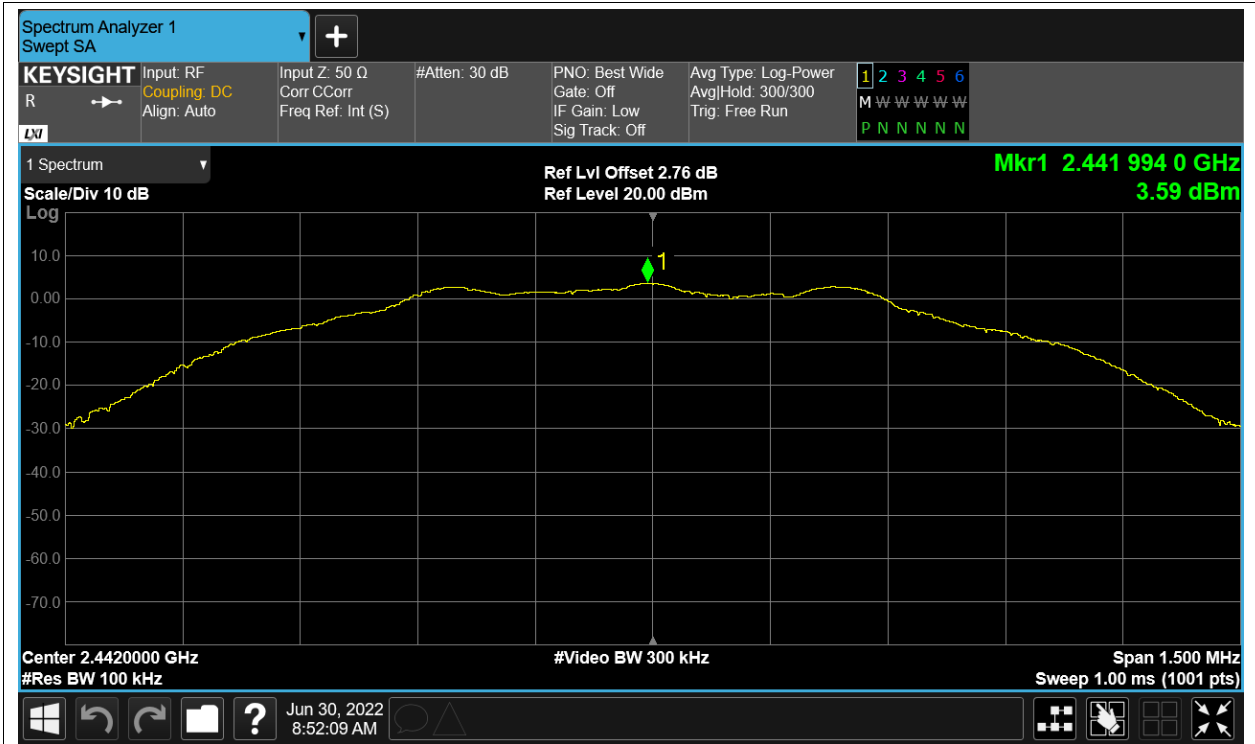 Spectrum Analyzer 1
Swept SA
KEYSIGHT
R
LXI
Input: RF
Coupling: DC
Align: Auto
Input Z: 50 Ω
Corr CCorr
Freq Ref: Int (S)
#Atten: 30 dB
PNO: Best Wide
Gate: Off
IF Gain: Low
Sig Track: Off
Avg Type: Log-Power
Avg|Hold: 300/300
Trig: Free Run
1 2 3 4 5 6
M W W W W W
P N N N N N
1 Spectrum
Scale/Div 10 dB
Log
Ref Lvl Offset 2.76 dB
Ref Level 20.00 dBm
Mkr1 2.441 994 0 GHz
3.59 dBm
1
10.0
0.00
-10.0
-20.0
-30.0
-40.0
-50.0
-60.0
-70.0
Center 2.4420000 GHz
#Video BW 300 kHz
Span 1.500 MHz
#Res BW 100 kHz
Sweep 1.00 ms (1001 pts)
?
Jun 30, 2022
8:52:09 AM